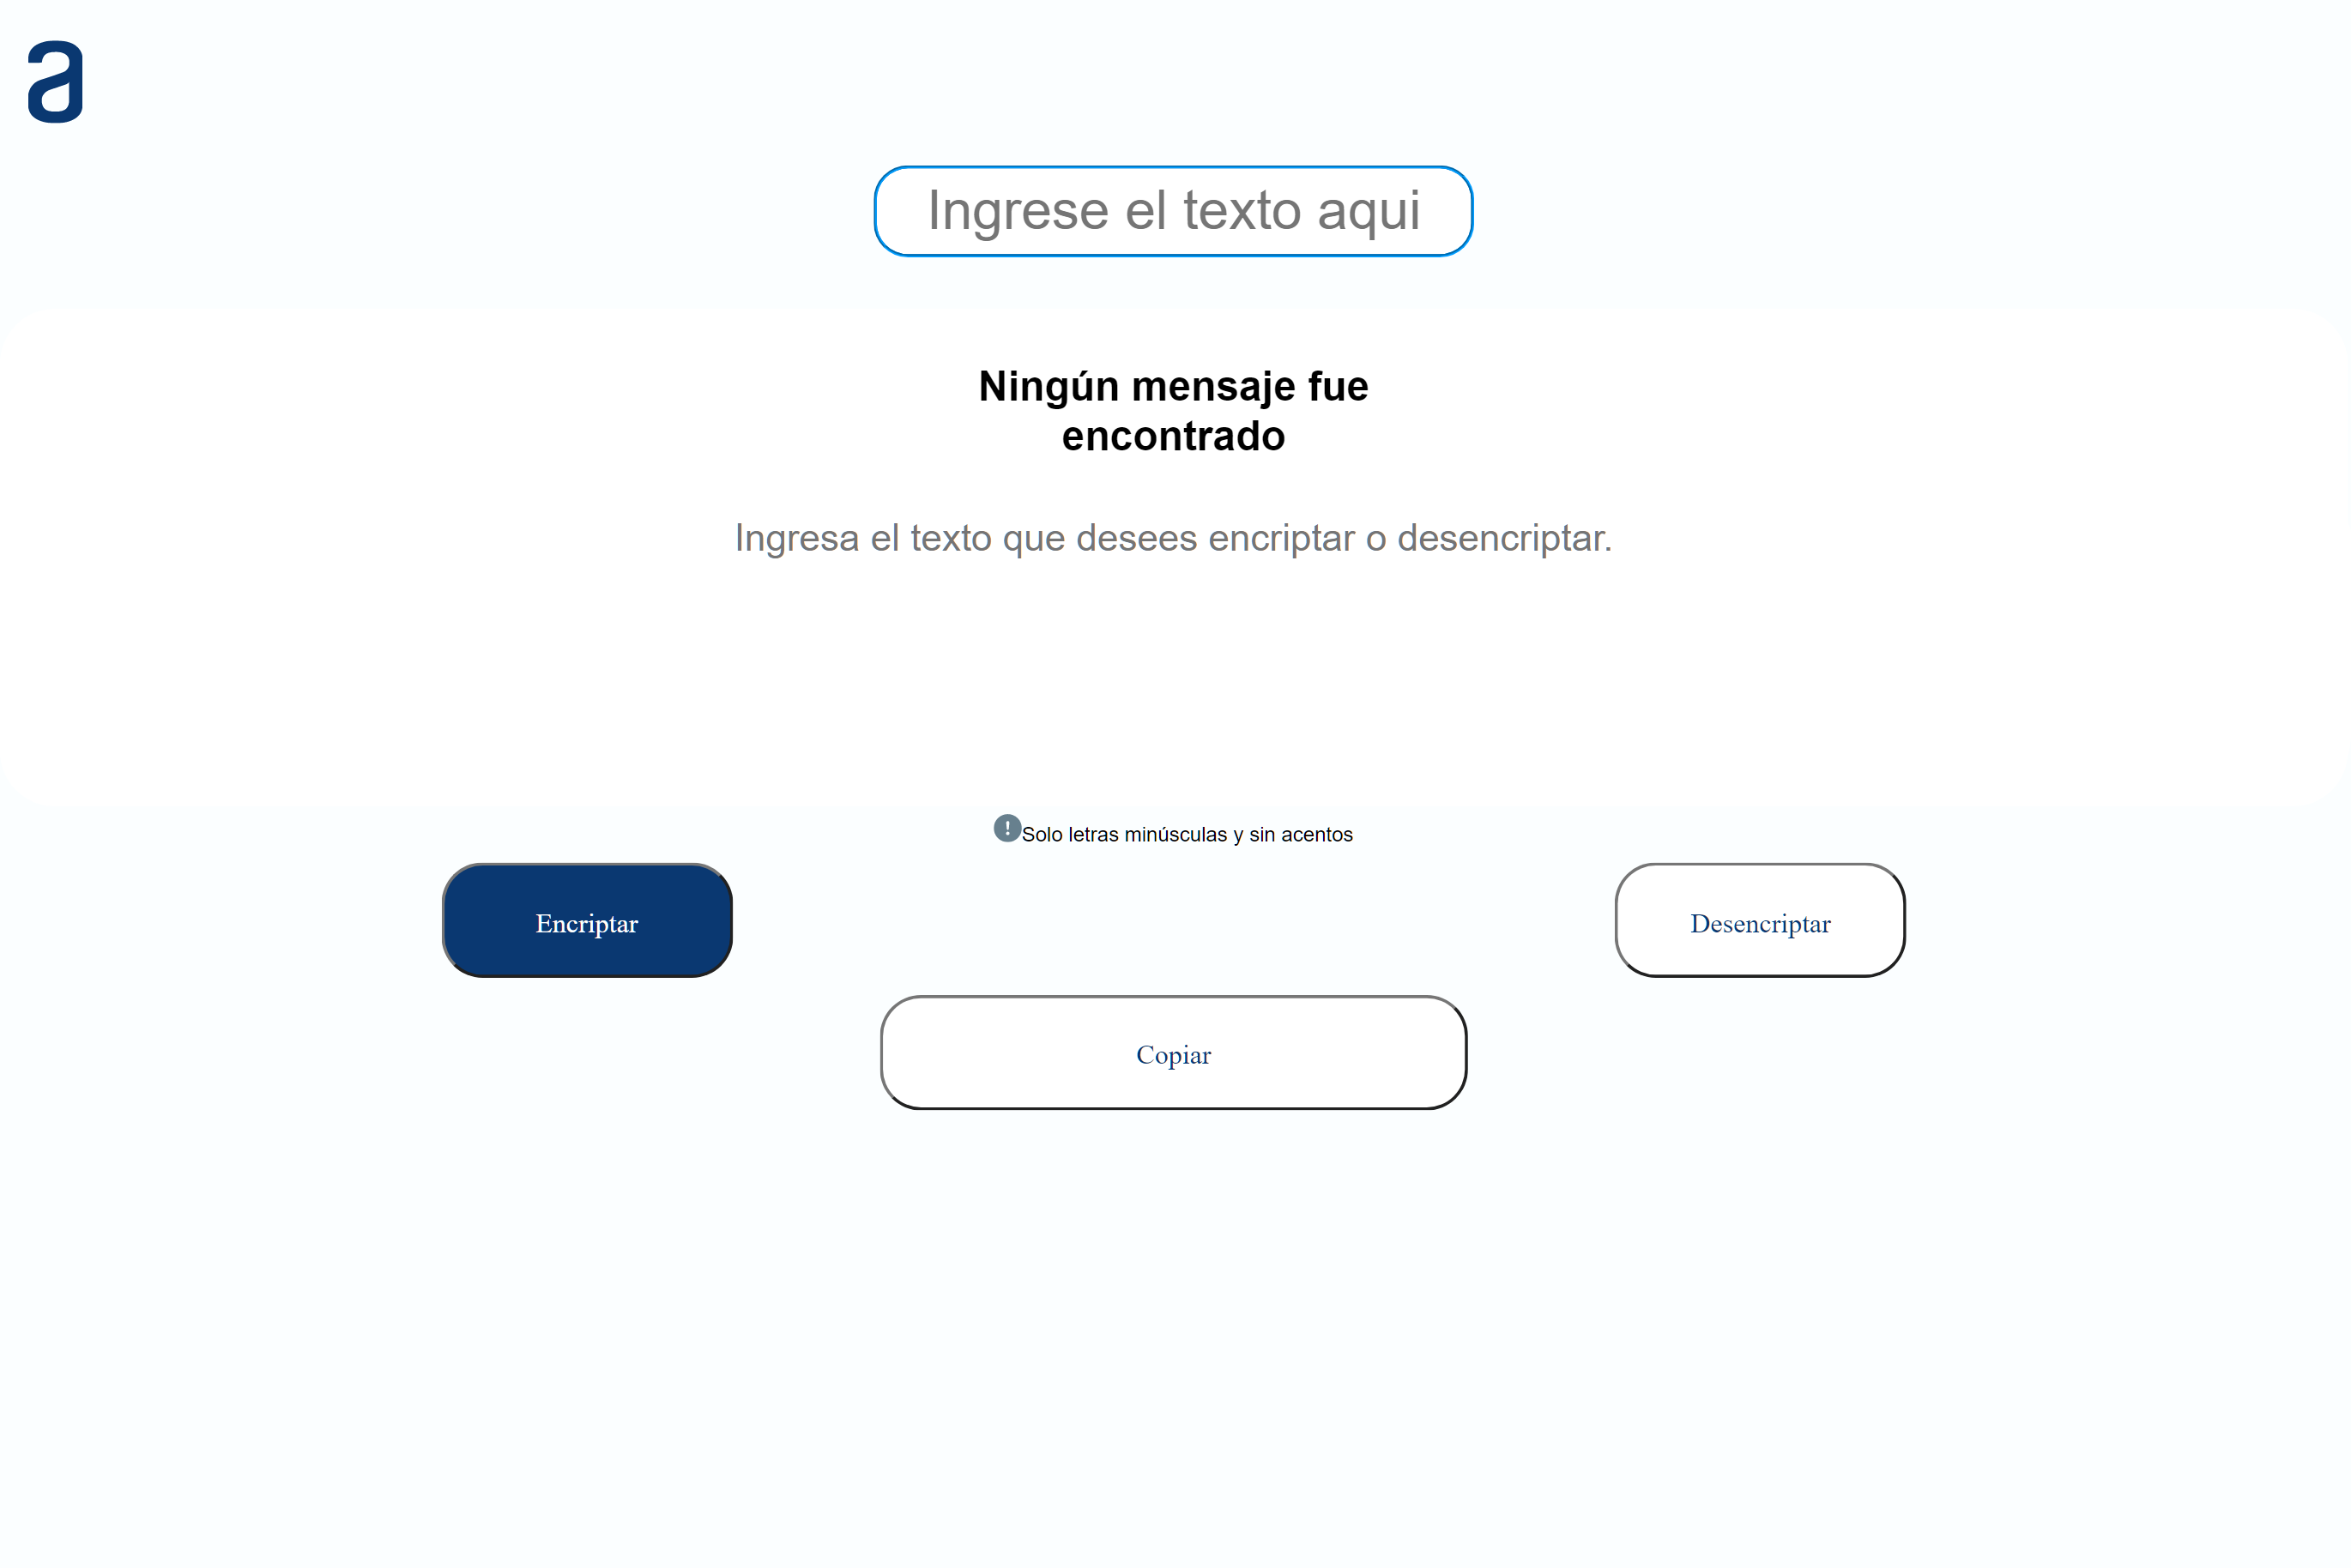 a
Ingrese el texto aqui
Ningún mensaje fue
encontrado
Ingresa el texto que desees encriptar o desencriptar.
Solo letras minúsculas y sin acentos
Encriptar
Desencriptar
Copiar